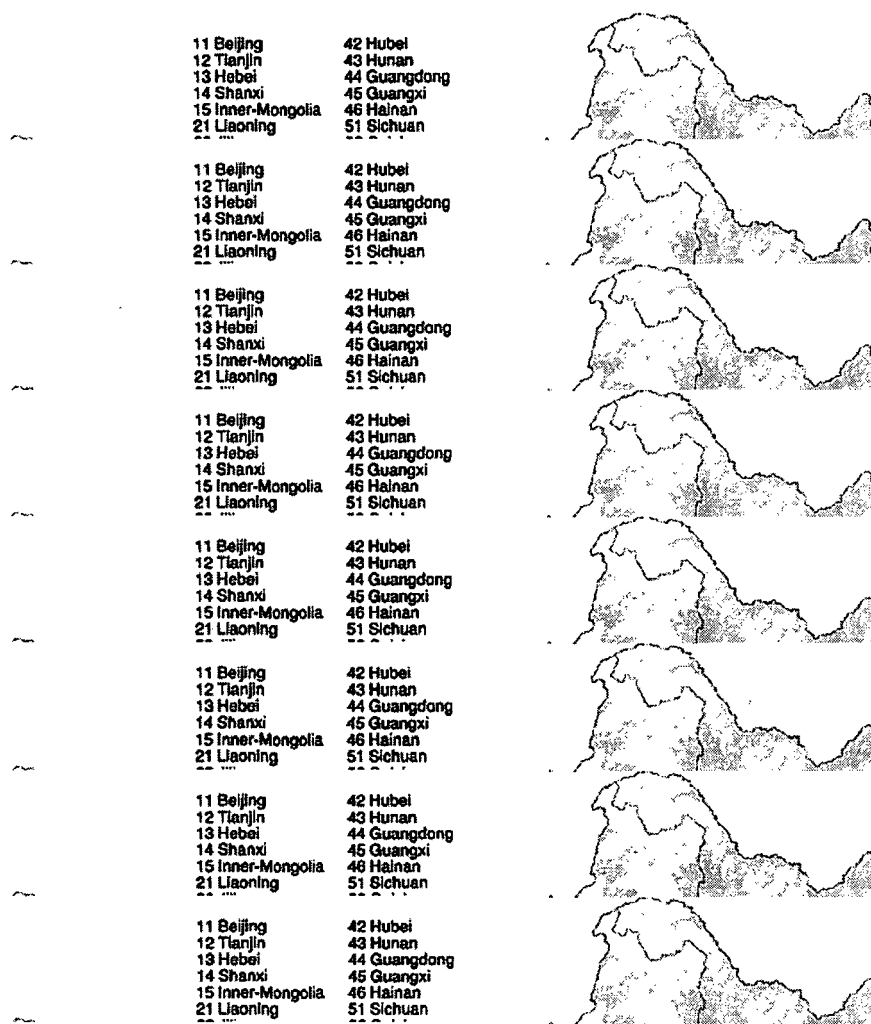 11 Beijing 42 Hubei
12 Tianjin 43 Hunan
13 Hebei 44 Guangdong
14 Shanxi 45 Guangxi
15 Inner-Mongolia 46 Hainan
21 Liaoning 51 Sichuan
11 Beijing 42 Hubei
12 Tianjin 43 Hunan
13 Hebei 44 Guangdong
14 Shanxi 45 Guangxi
15 Inner-Mongolia 46 Hainan
21 Liaoning 51 Sichuan
11 Beijing 42 Hubei
12 Tianjin 43 Hunan
13 Hebei 44 Guangdong
14 Shanxi 45 Guangxi
15 Inner-Mongolia 46 Hainan
21 Liaoning 51 Sichuan
11 Beijing 42 Hubei
12 Tianjin 43 Hunan
13 Hebei 44 Guangdong
14 Shanxi 45 Guangxi
15 Inner-Mongolia 46 Hainan
21 Liaoning 51 Sichuan
11 Beijing 42 Hubei
12 Tianjin 43 Hunan
13 Hebei 44 Guangdong
14 Shanxi 45 Guangxi
15 Inner-Mongolia 46 Hainan
21 Liaoning 51 Sichuan
11 Beijing 42 Hubei
12 Tianjin 43 Hunan
13 Hebei 44 Guangdong
14 Shanxi 45 Guangxi
15 Inner-Mongolia 46 Hainan
21 Liaoning 51 Sichuan
11 Beijing 42 Hubei
12 Tianjin 43 Hunan
13 Hebei 44 Guangdong
14 Shanxi 45 Guangxi
15 Inner-Mongolia 46 Hainan
21 Liaoning 51 Sichuan
11 Beijing 42 Hubei
12 Tianjin 43 Hunan
13 Hebei 44 Guangdong
14 Shanxi 45 Guangxi
15 Inner-Mongolia 46 Hainan
21 Liaoning 51 Sichuan